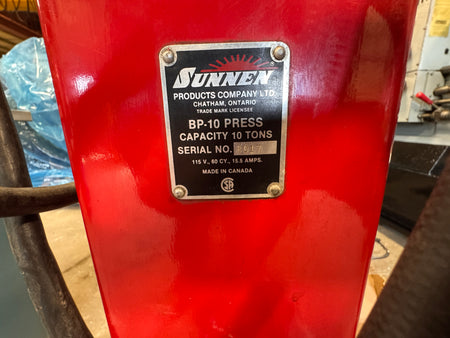 SUNNEN
PRODUCTS COMPANY LTD.
CHATHAM, ONTARIO
TRADE MARK LICENSEE
BP-10 PRESS
CAPACITY 10 TONS
SERIAL NO.
115 V., 60 CY., 15.5 AMPS.
MADE IN CANADA